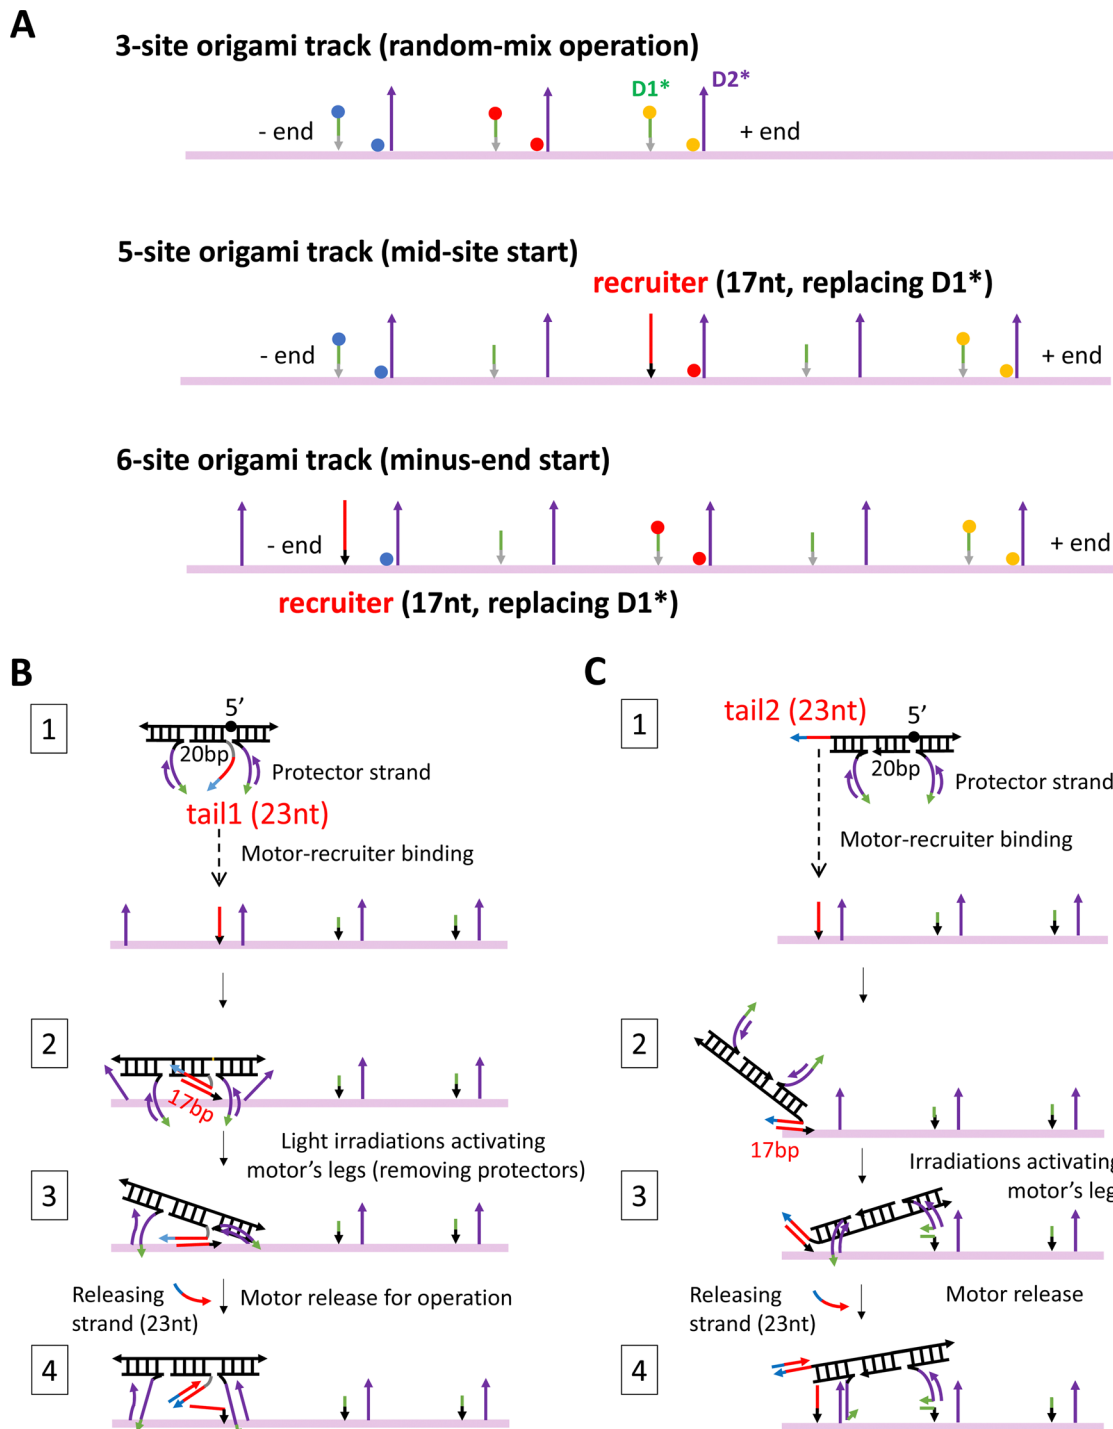 A
3-site origami track (random-mix operation)
D1*
D2*
- end
+ end
5-site origami track (mid-site start)
recruiter (17nt, replacing D1*)
- end
+ end
6-site origami track (minus-end start)
- end
+ end
recruiter (17nt, replacing D1*)
B
1
5’
20bp
Protector strand
tail1 (23nt)
Motor-recruiter binding
2
17bp
Light irradiations activating
motor’s legs (removing protectors)
3
Releasing
strand (23nt)
Motor release for operation
4
C
1
tail2 (23nt)
5’
20bp
Protector strand
Motor-recruiter binding
2
17bp
Irradiations activating
motor’s leg
3
Releasing
strand (23nt)
Motor release
4